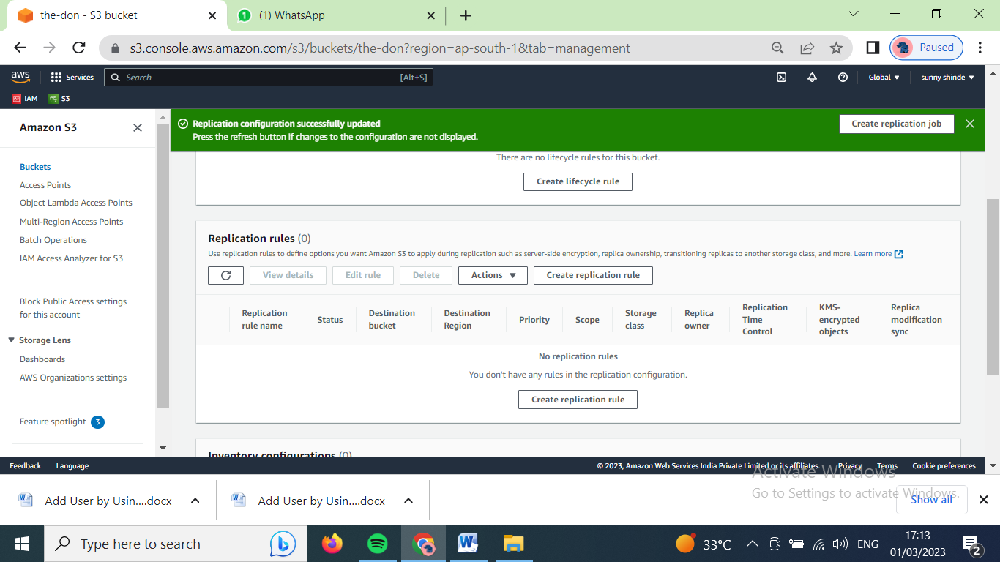 the-don - S3 bucket
(1) WhatsApp
s3.console.aws.amazon.com/s3/buckets/the-don?region=ap-south-1&tab=management
Paused
aws
Services
Search
[Alt+S]
Global
sunny shinde
IAM
S3
Amazon S3
Buckets
Access Points
Object Lambda Access Points
Multi-Region Access Points
Batch Operations
IAM Access Analyzer for S3
Block Public Access settings
for this account
Storage Lens
Dashboards
AWS Organizations settings
Feature spotlight 3
Replication configuration successfully updated
Press the refresh button if changes to the configuration are not displayed.
Create replication job
There are no lifecycle rules for this bucket.
Create lifecycle rule
Replication rules (0)
Use replication rules to define options you want Amazon S3 to apply during replication such as server-side encryption, replica ownership, transitioning replicas to another storage class, and more. Learn more
View details
Edit rule
Delete
Actions
Create replication rule
Replication
rule name
Status
Destination
bucket
Destination
Region
Priority
Scope
Storage
class
Replica
owner
Replication
Time
Control
KMS-
encrypted
objects
Replica
modification
sync
No replication rules
You don't have any rules in the replication configuration.
Create replication rule
Inventory configurations (0)
Feedback
Language
© 2023, Amazon Web Services India Private Limited or its affiliates.
Privacy
Terms
Cookie preferences
Activate Windows
Go to Settings to activate Windows.
Add User by Usin....docx
Add User by Usin....docx
Show all
Type here to search
33°C
ENG
17:13
01/03/2023
2